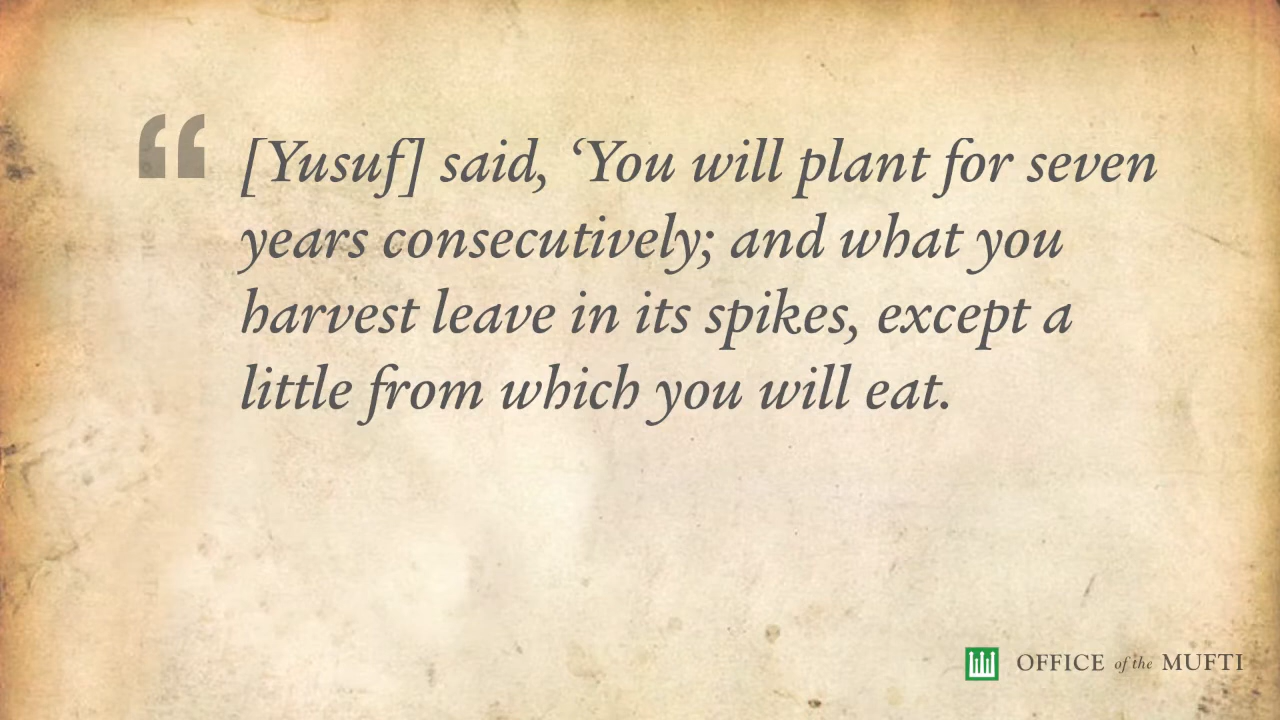 “
[Yusuf] said, ‘You will plant for seven
years consecutively; and what you
harvest leave in its spikes, except a
little from which you will eat.
OFFICE of the MUFTI